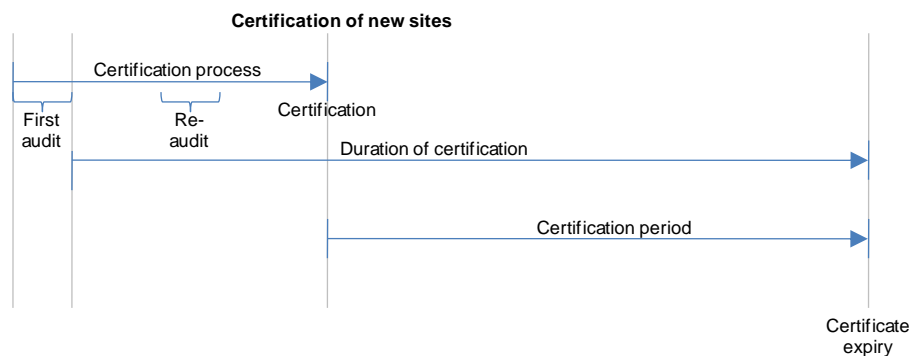 Certification of new sites
Certification process
Certification
First
audit
Re-
audit
Duration of certification
Certification period
Certificate
expiry